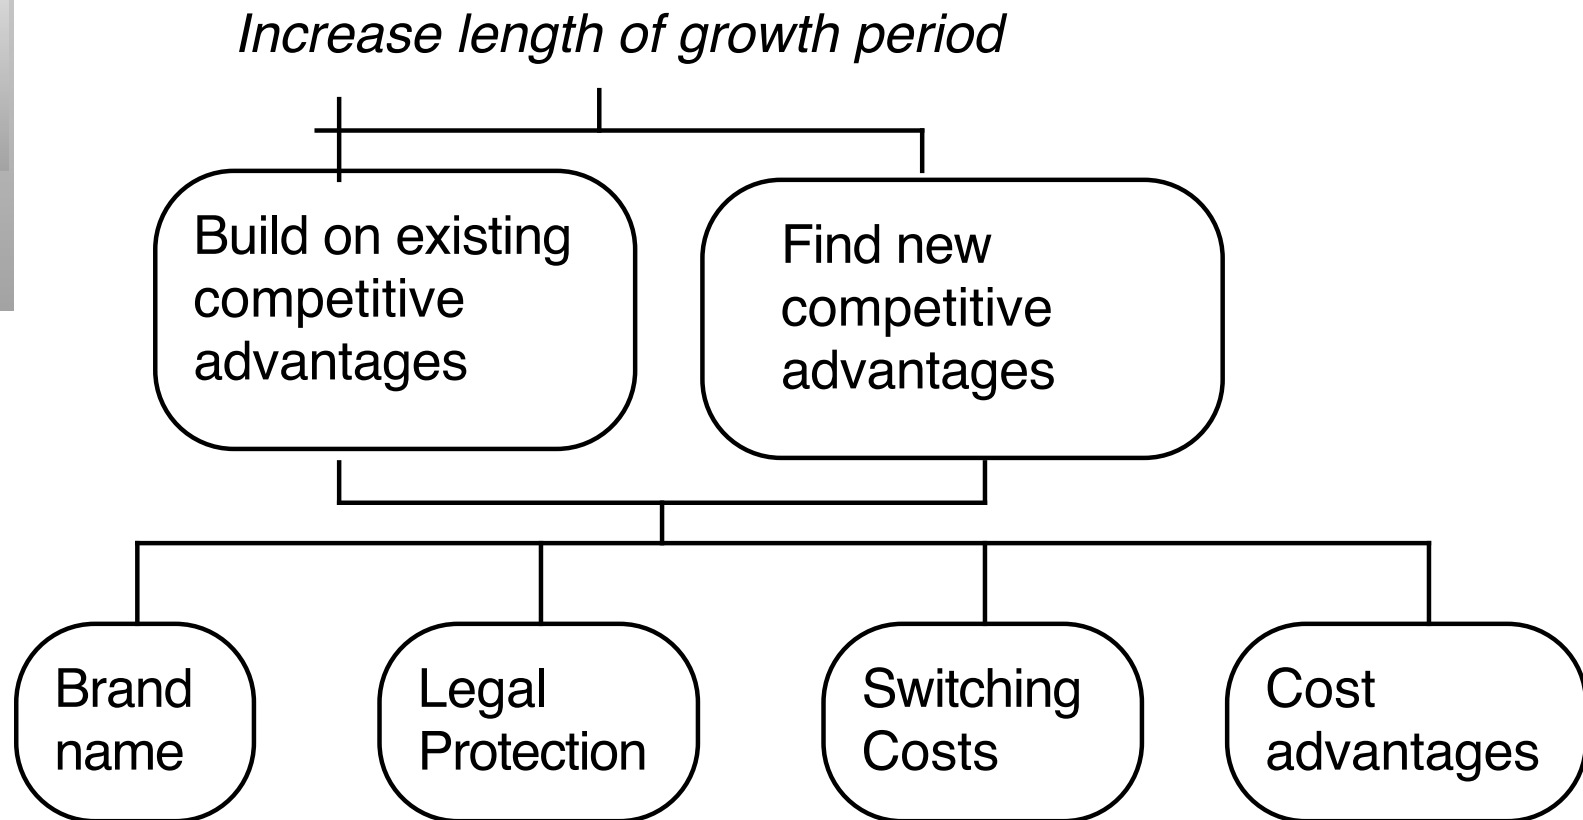 Increase length of growth period
Build on existing
competitive
advantages
Find new
competitive
advantages
Brand
name
Legal
Protection
Switching
Costs
Cost
advantages